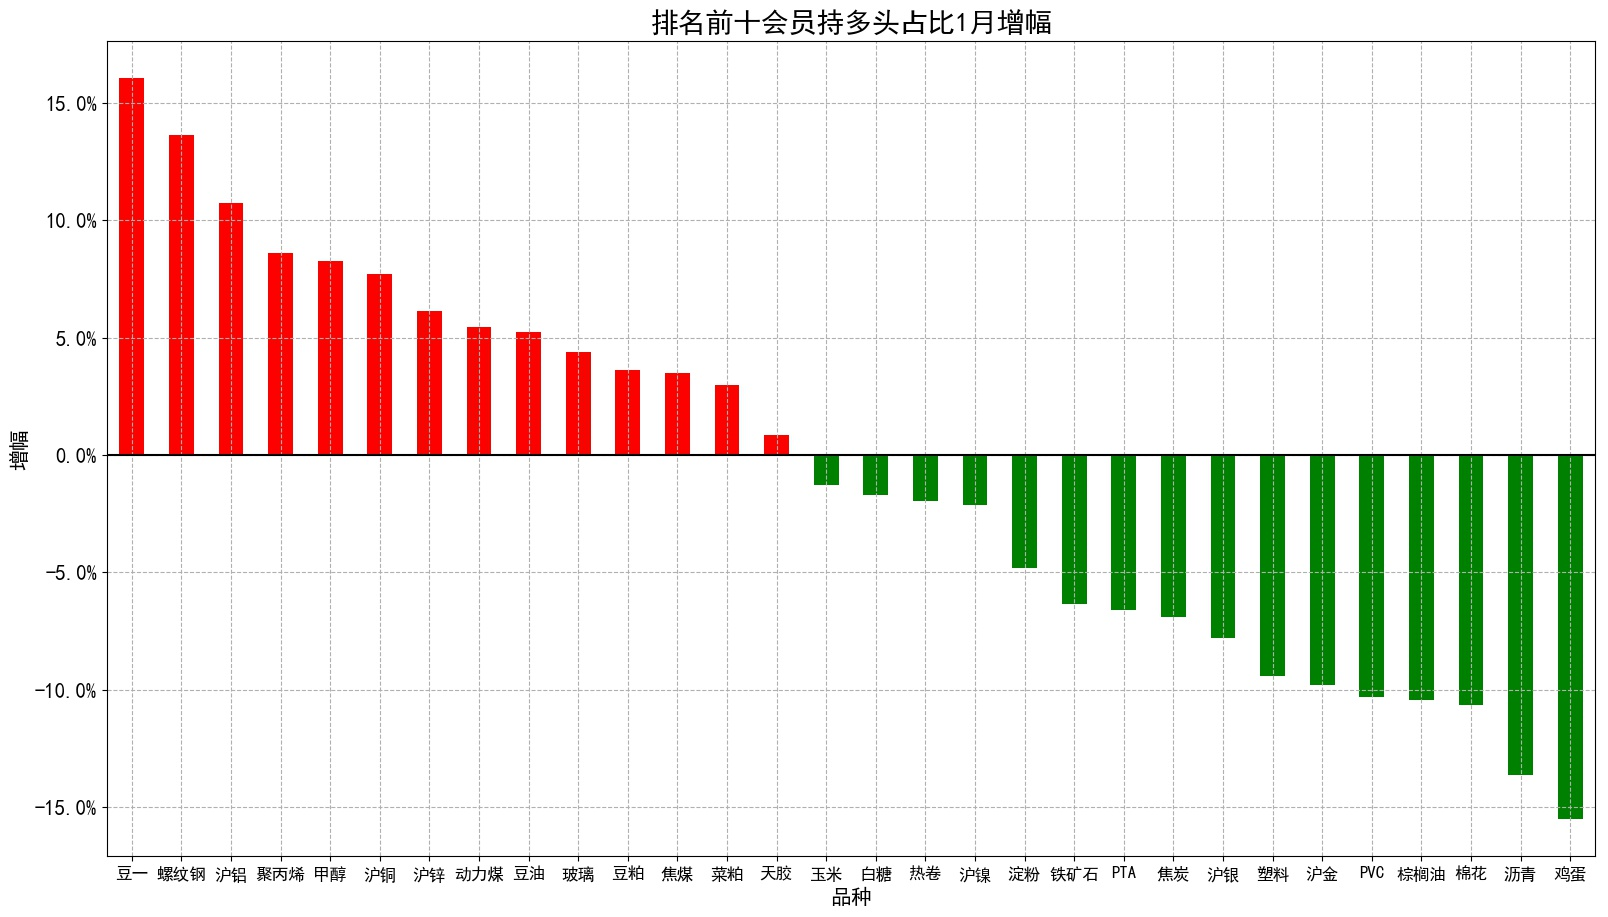 排名前十会员持多头占比1月增幅
15.0%
10.0%
5.0%
0.0%
-5.0%
-10.0%
-15.0%
增幅
豆一 螺纹钢 沪铝 聚丙烯 甲醇 沪铜 沪锌 动力煤 豆油 玻璃 豆粕 焦煤 菜粕 天胶 玉米 白糖 热卷 沪镍 淀粉 铁矿石 PTA 焦炭 沪银 塑料 沪金 PVC 棕榈油 棉花 沥青 鸡蛋
品种